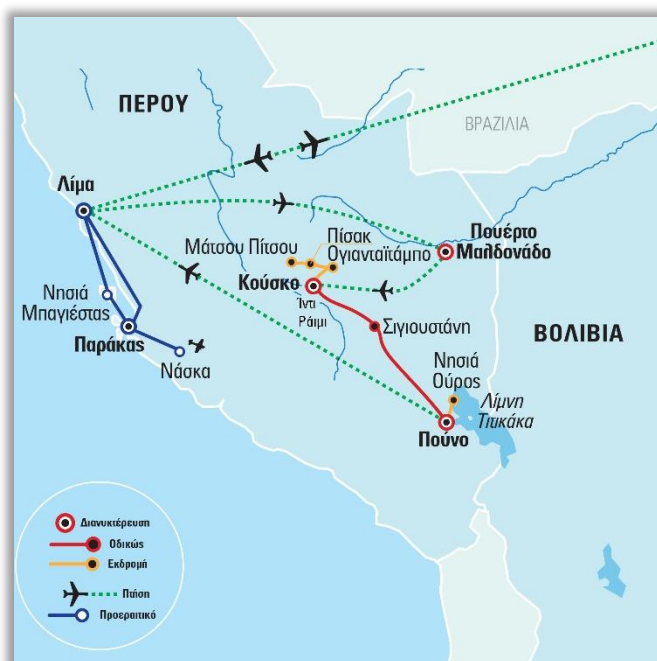 ΠΕΡΟΥ
ΒΡΑΖΙΛΙΑ
Λίμα
Πίσακ
Μάτσου Πίτσου
Ογιανταϊτάμπο
Πουέρτο
Μαλδονάδο
Κούσκο
Ίντι
Ράιμι
Νησιά
Μπαγιέστας
Παράκας
Νάσκα
Σιγιουστάνη
ΒΟΛΙΒΙΑ
Νησιά
Ούρος
Λίμνη
Τιτικάκα
Πούνο
Διανυκτέρευση
Οδικώς
Εκδρομή
Πτήση
Προεραιτικό